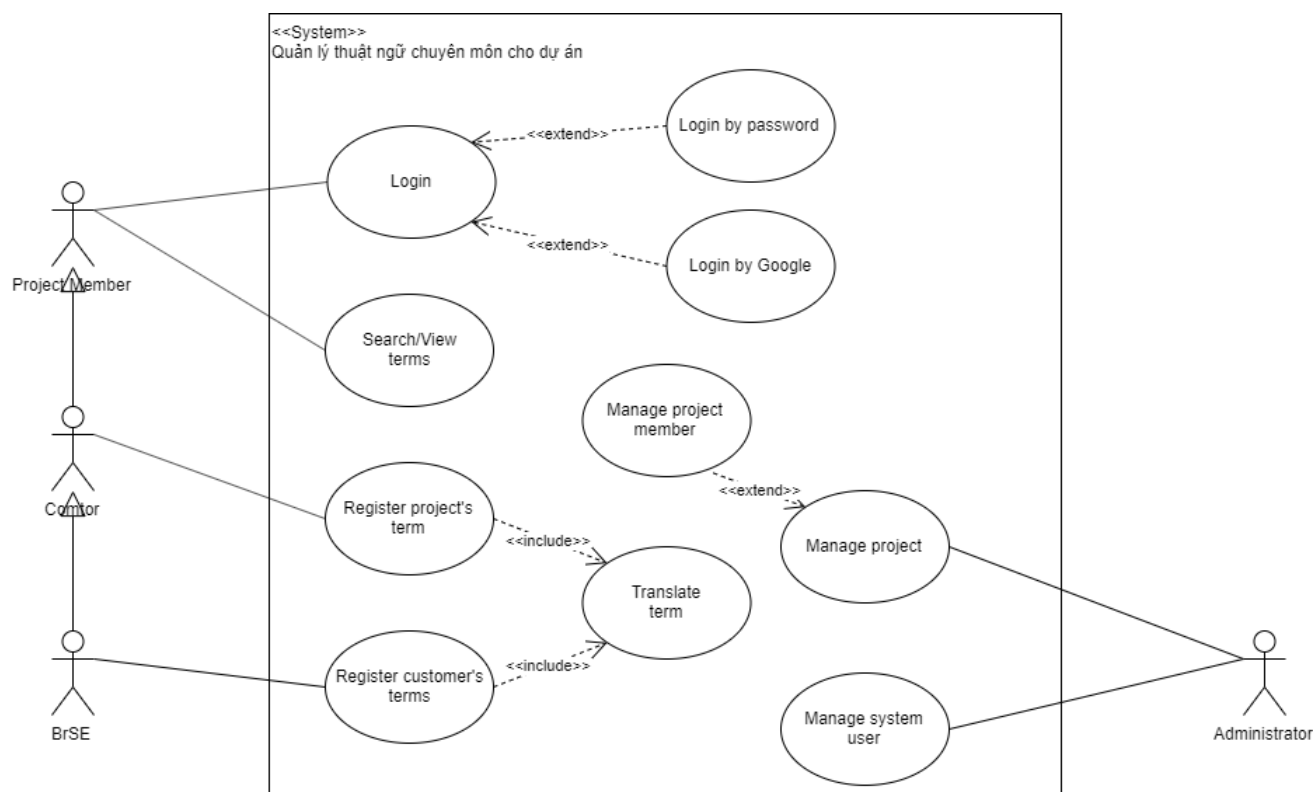 <<System>>
Quản lý thuật ngữ chuyên môn cho dự án
Login by password
<<extend>>
Login
<<extend>>
Login by Google
Project Member
Search/View
terms
Manage project
member
<<extend>>
Comtor
Register project's
term
Manage project
<<include>>
Translate
term
<<include>>
Register customer's
terms
BrSE
Manage system
user
Administrator